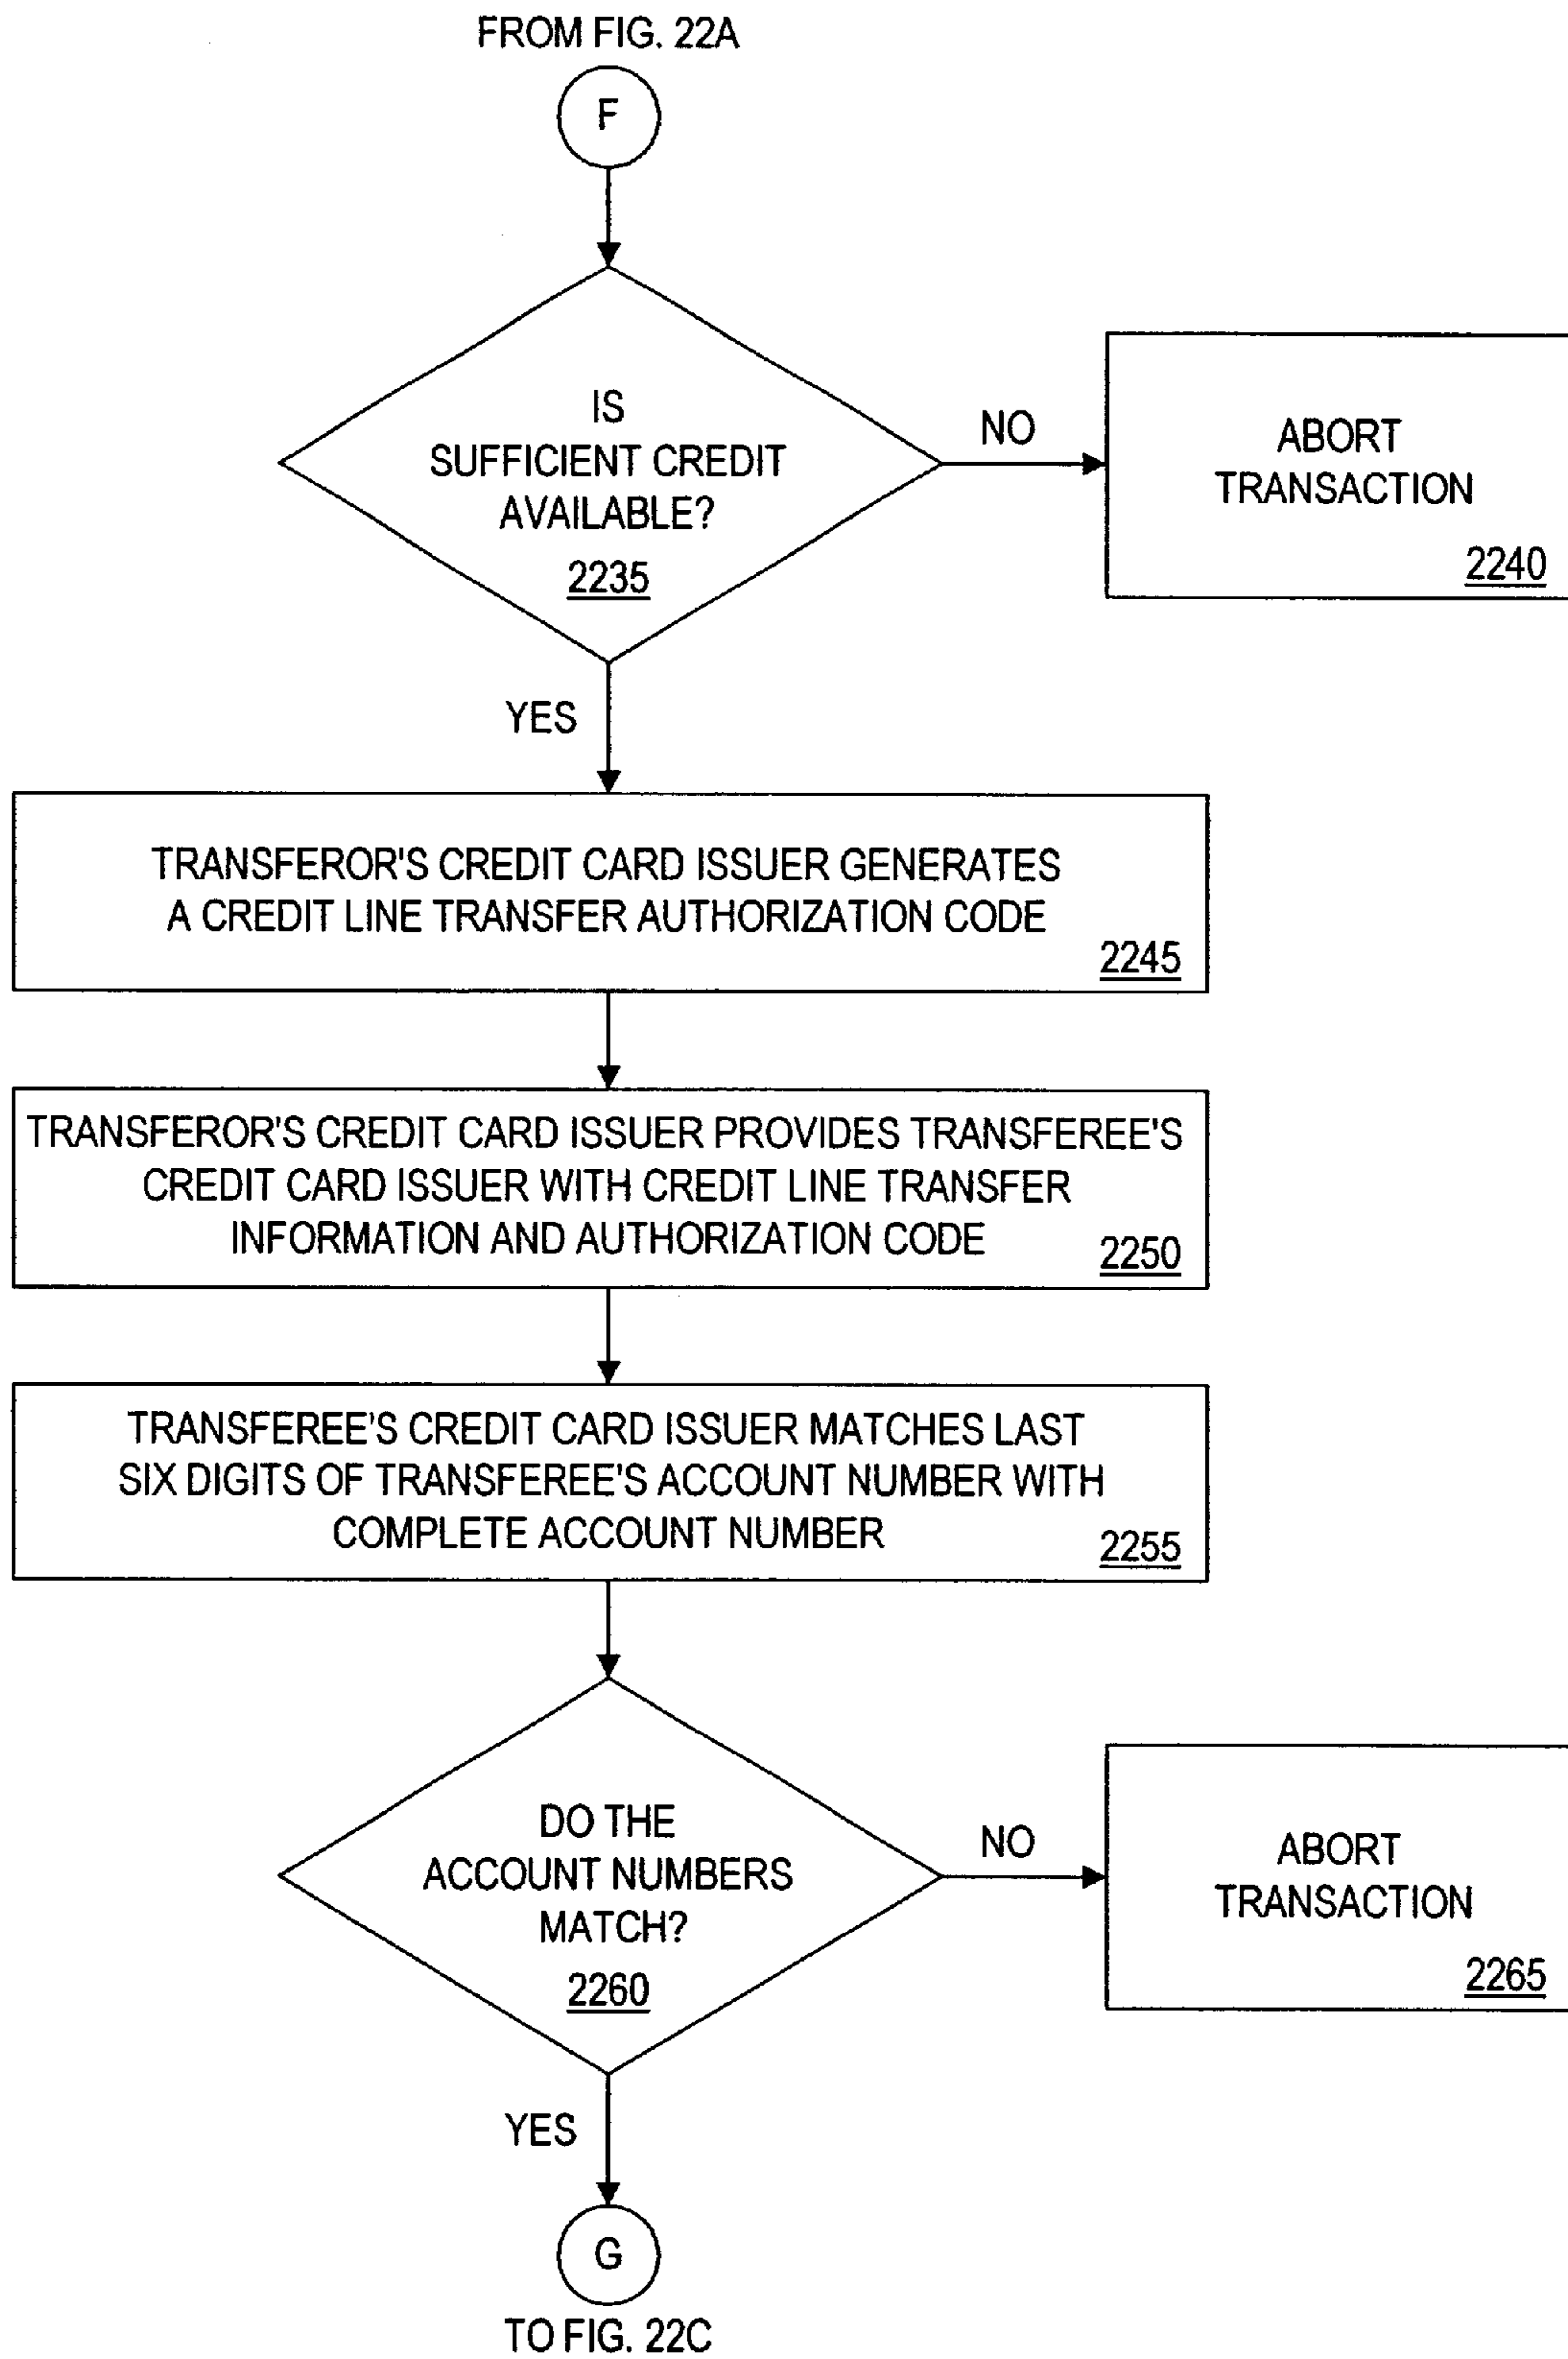 FROM FIG. 22A
F
IS
SUFFICIENT CREDIT
AVAILABLE?
2235
NO
ABORT
TRANSACTION
2240
YES
TRANSFEROR'S CREDIT CARD ISSUER GENERATES
A CREDIT LINE TRANSFER AUTHORIZATION CODE
2245
TRANSFEROR'S CREDIT CARD ISSUER PROVIDES TRANSFEREE'S
CREDIT CARD ISSUER WITH CREDIT LINE TRANSFER
INFORMATION AND AUTHORIZATION CODE
2250
TRANSFEREE'S CREDIT CARD ISSUER MATCHES LAST
SIX DIGITS OF TRANSFEREE'S ACCOUNT NUMBER WITH
COMPLETE ACCOUNT NUMBER
2255
DO THE
ACCOUNT NUMBERS
MATCH?
2260
NO
ABORT
TRANSACTION
2265
YES
G
TO FIG. 22C